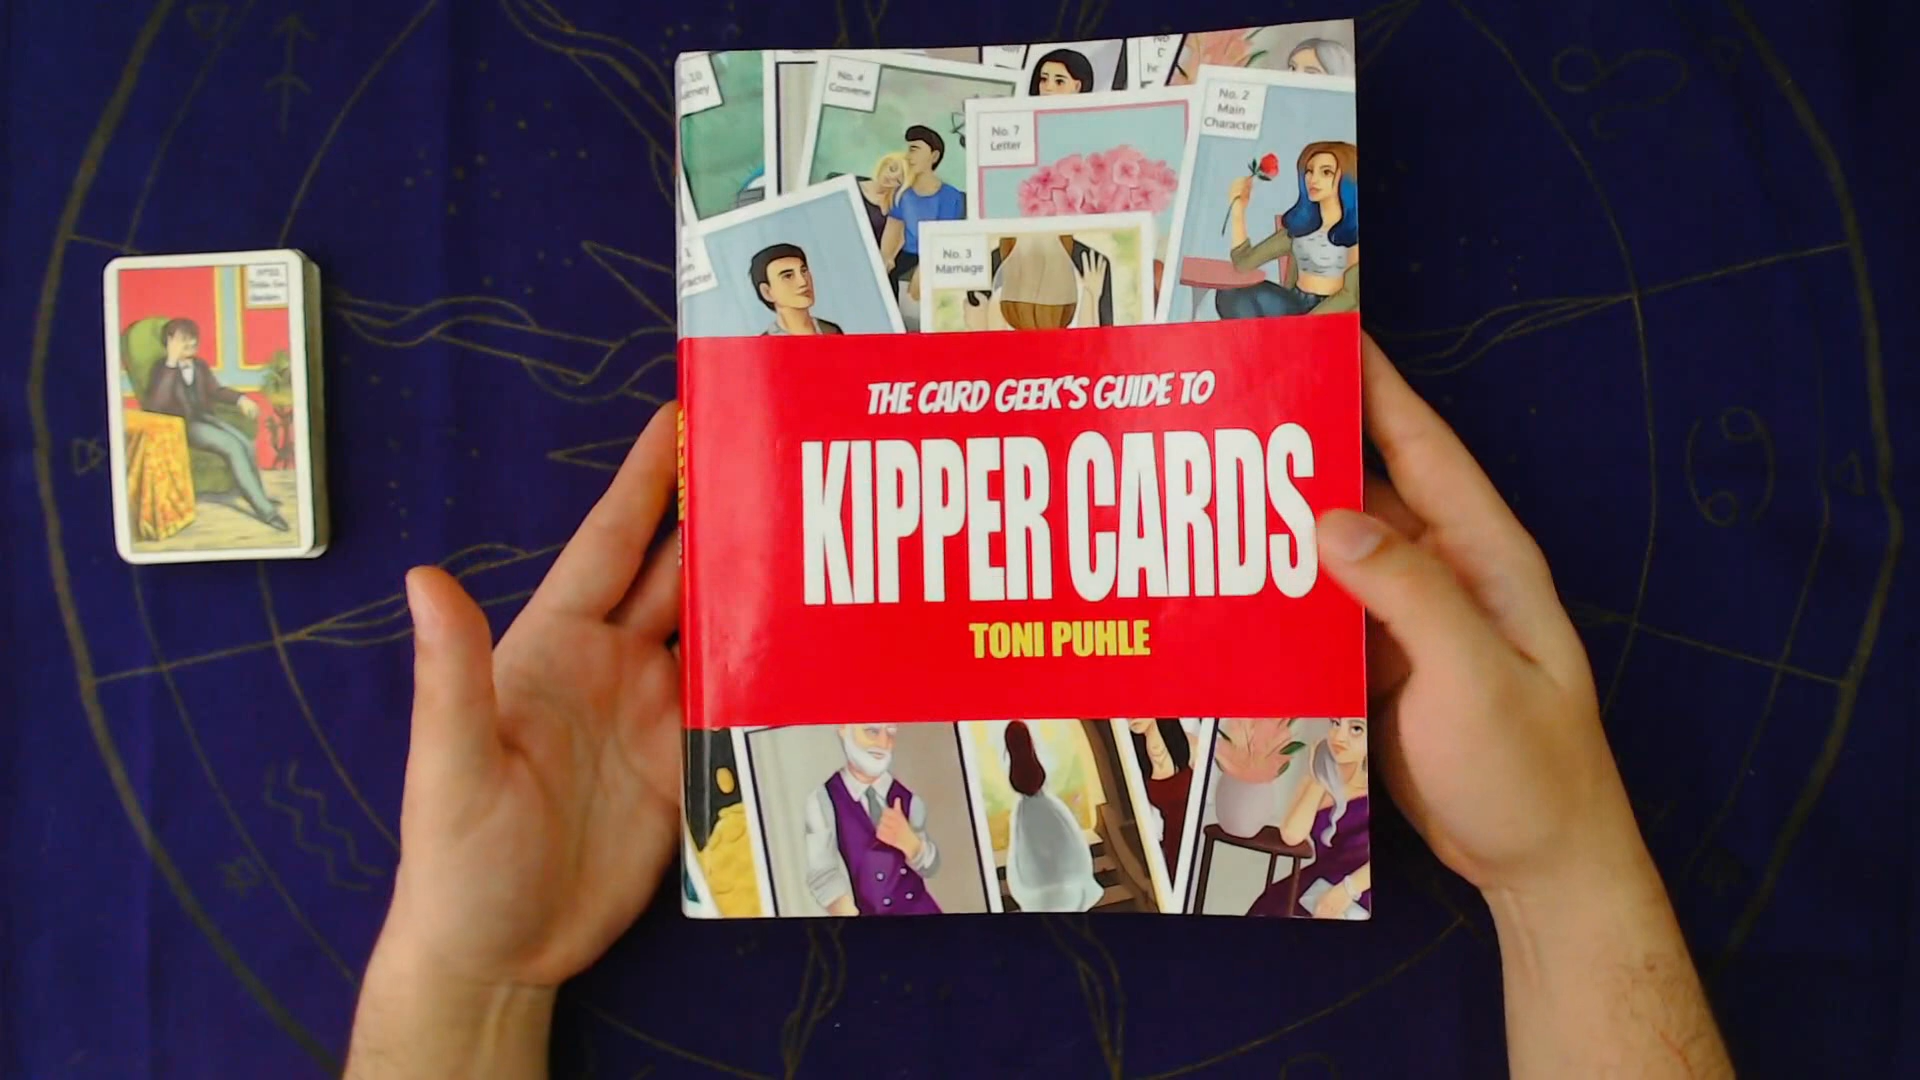 No. 4
Convene
No. 2
Main
Character
No. 7
Letter
No. 3
Marriage
THE CARD GEEK'S GUIDE TO
KIPPER CARDS
TONI PUHLE